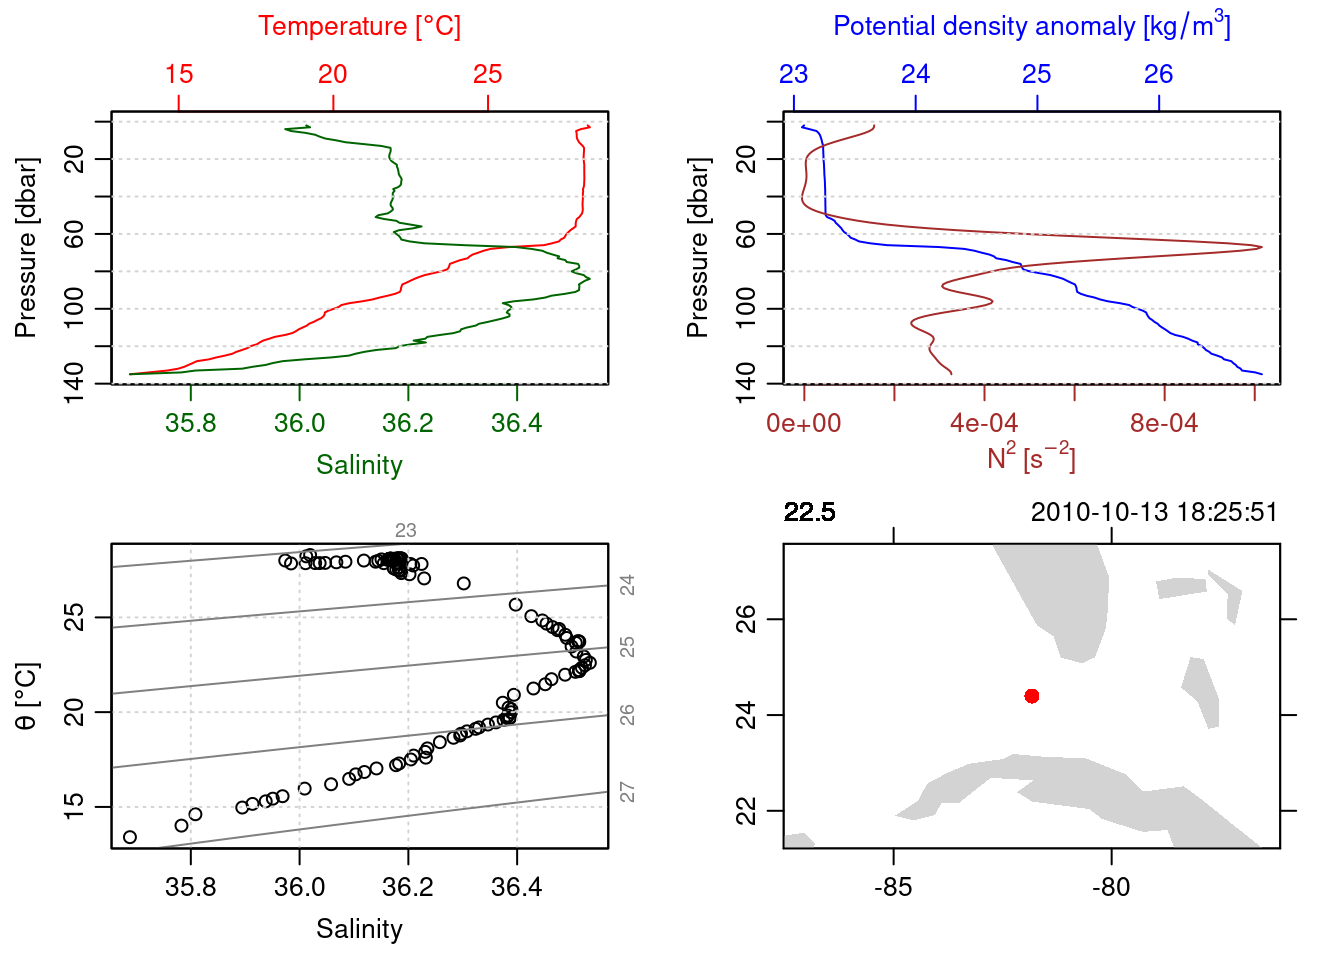 Temperature [°C]
15 20 25
Pressure [dbar]
20 60 100 140
35.8 36.0 36.2 36.4
Salinity
Potential density anomaly [kg/m³]
23 24 25 26
Pressure [dbar]
20 60 100 140
0e+00 4e-04 8e-04
N² [s⁻²]
23
24
25
26
27
θ [°C]
25
20
15
35.8 36.0 36.2 36.4
Salinity
22.5 2010-10-13 18:25:51
26
24
22
-85 -80